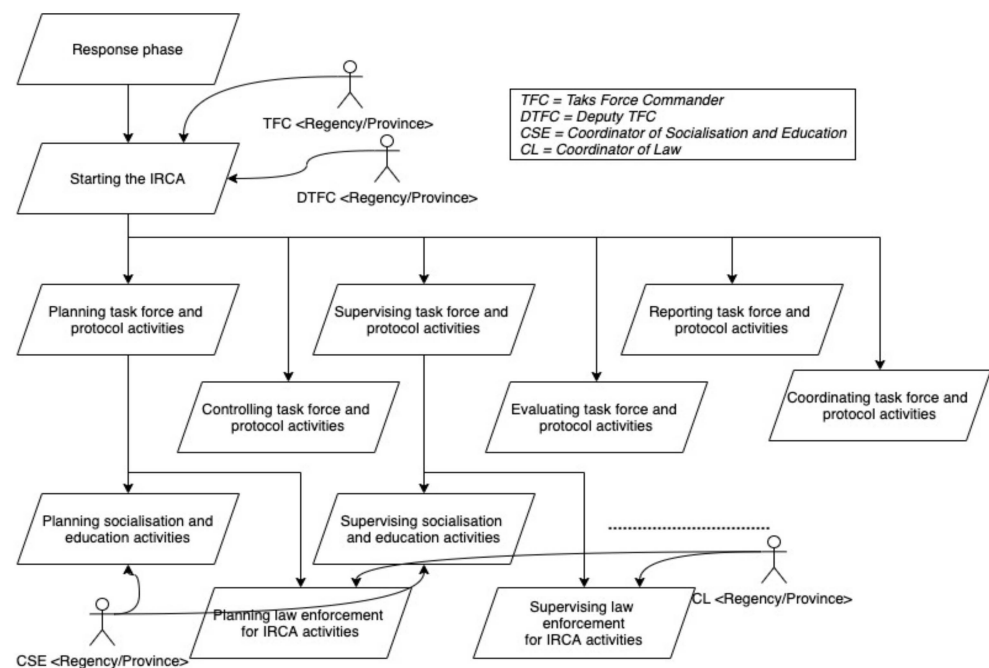 Response phase
TFC <Regency/Province>
TFC = Taks Force Commander
DTFC = Deputy TFC
CSE = Coordinator of Socialisation and Education
CL = Coordinator of Law
Starting the IRCA
DTFC <Regency/Province>
Planning task force and
protocol activities
Supervising task force and
protocol activities
Reporting task force and
protocol activities
Controlling task force and
protocol activities
Evaluating task force and
protocol activities
Coordinating task force and
protocol activities
Planning socialisation and
education activities
Supervising socialisation
and education activities
CL <Regency/Province>
Planning law enforcement
for IRCA activities
Supervising law
enforcement
for IRCA activities
CSE <Regency/Province>